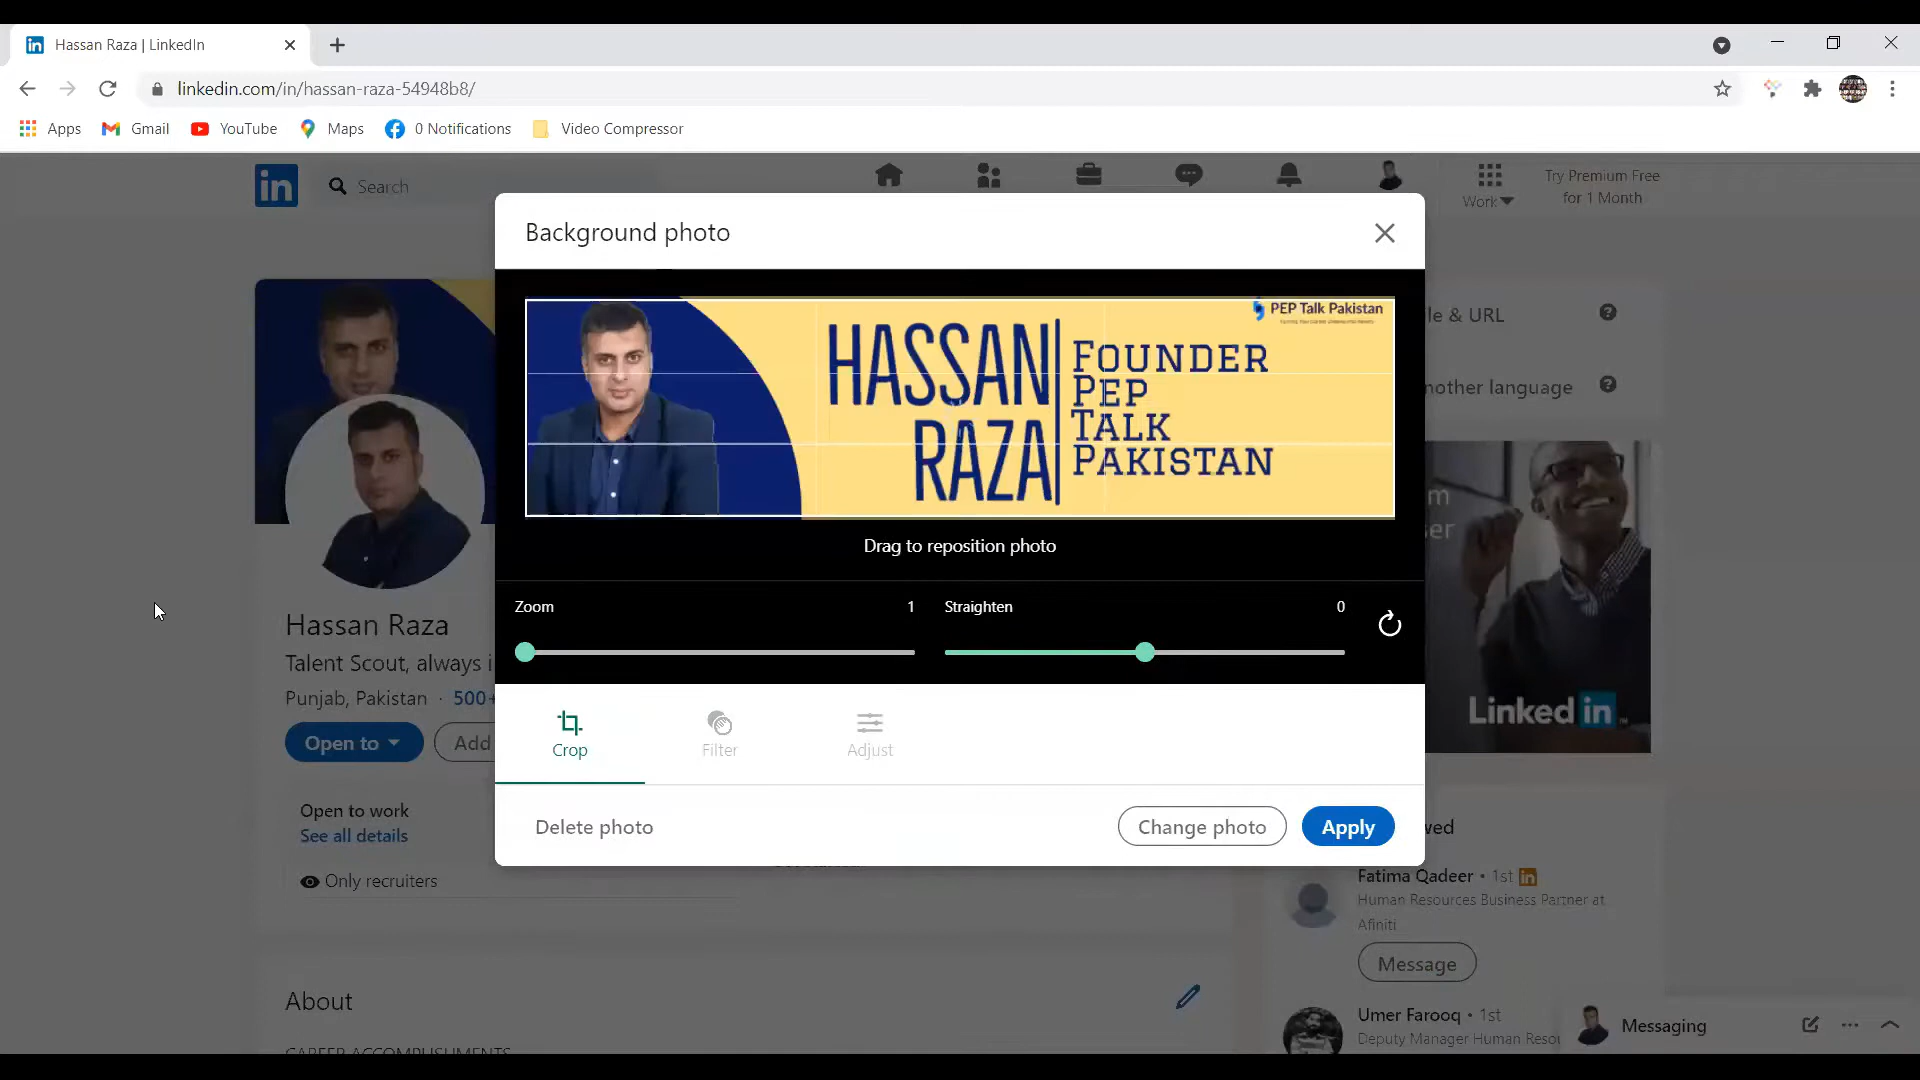 Hassan Raza | LinkedIn
linkedin.com/in/hassan-raza-54948b8/
Apps
Gmail
YouTube
Maps
0 Notifications
Video Compressor
in
Search
Work
Try Premium Free
for 1 Month
Background photo
PEP Talk Pakistan
HASSAN
RAZA
FOUNDER
PEP
TALK
PAKISTAN
Drag to reposition photo
Zoom
1
Straighten
0
Crop
Filter
Adjust
Delete photo
Change photo
Apply
Hassan Raza
Talent Scout, always i
Punjab, Pakistan · 500+
Open to
Add
Open to work
See all details
Only recruiters
About
CAREER ACCOMPLISHMENTS
le & URL
nother language
m
ser
Linked in
wed
Fatima Qadeer • 1st
Human Resources Business Partner at
Afiniti
Message
Umer Farooq • 1st
Deputy Manager Human Resou
Messaging